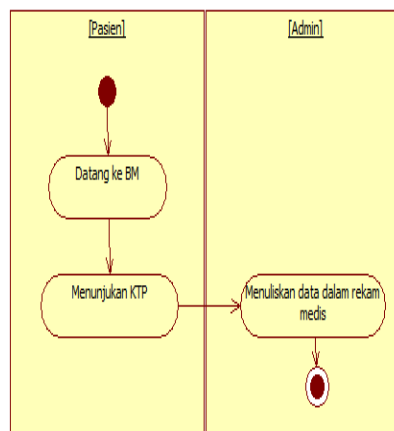 [Pasien]
[Admin]
Datang ke BM
Menunjukan KTP
Menuliskan data dalam rekam
medis